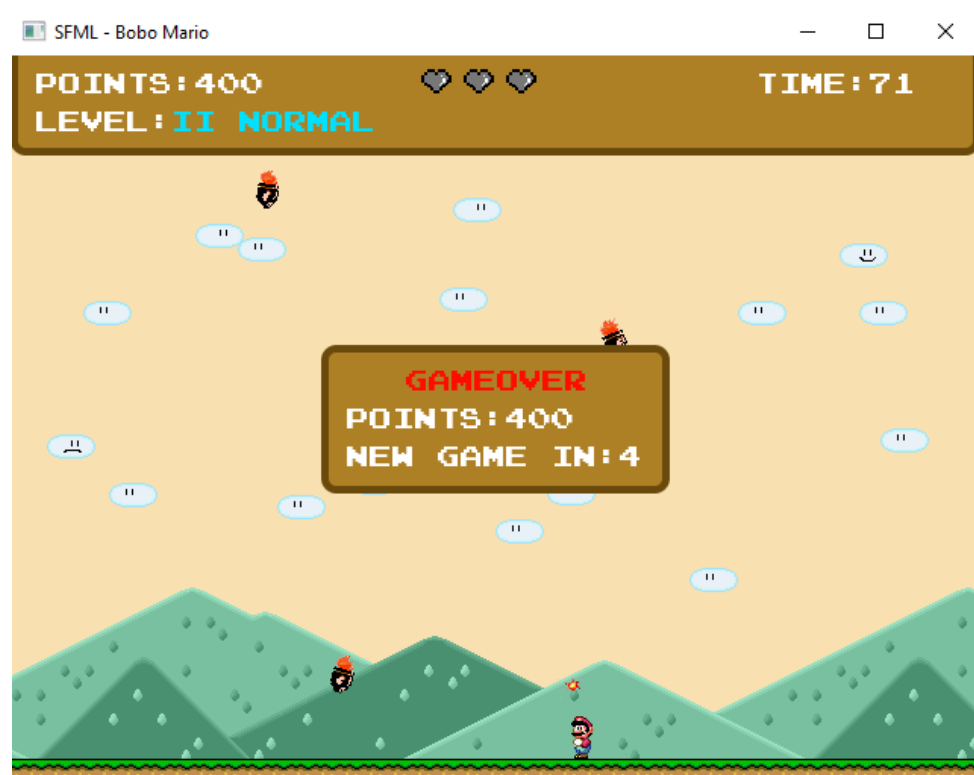 SFML - Bobo Mario
POINTS:400 TIME:71
LEVEL:II NORMAL
GAMEOVER
POINTS:400
NEW GAME IN:4